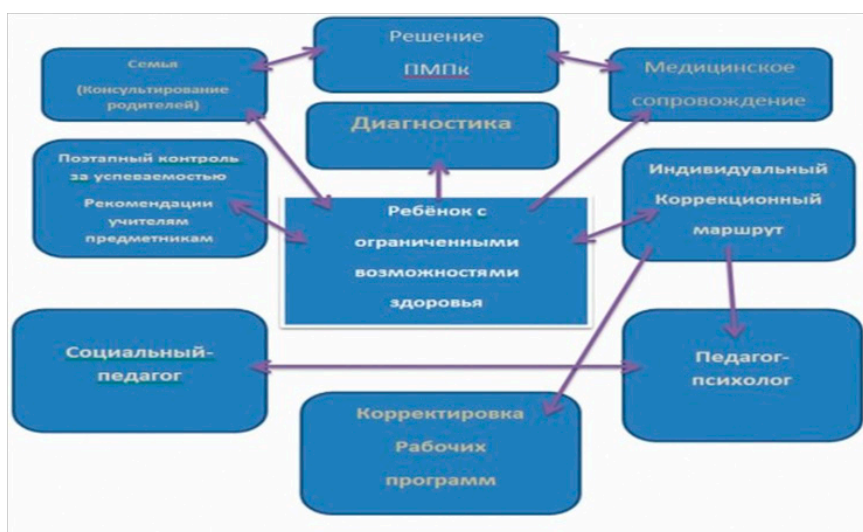 Решение
ПМПк
Семья
(Консультирование
родителей)
Медицинское
сопровождение
Диагностика
Поэтапный контроль
за успеваемостью
Рекомендации
учителям
предметникам
Ребёнок с
ограниченными
возможностями
здоровья
Индивидуальный
Коррекционный
маршрут
Социальный-
педагог
Педагог-
психолог
Корректировка
Рабочих
программ